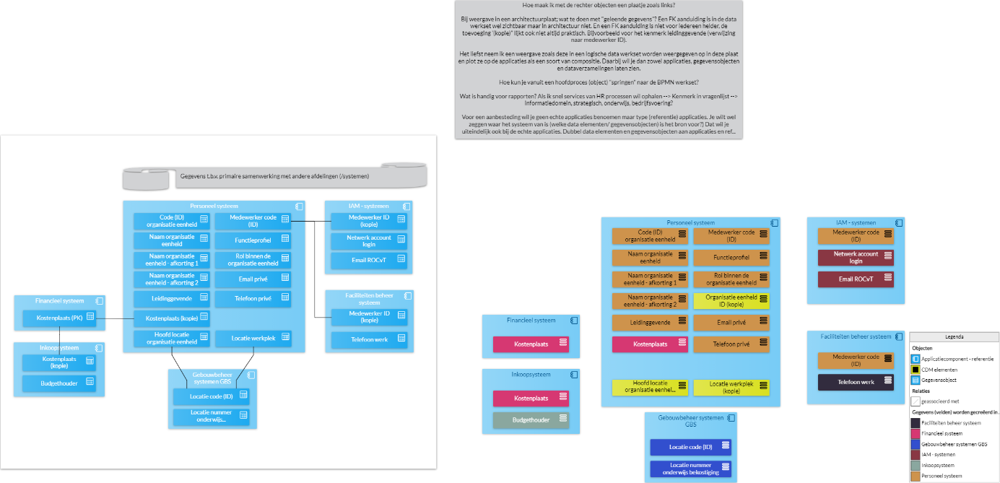 Hoe maak ik met de rechter objecten een plaatje zoals links?
Bij weergave in een architectuurplaat; wat te doen met "geleende gegevens"? Een FK aanduiding is in de data
werkset wel zichtbaar maar in architectuur niet. En een FK aanduiding is niet voor iedereen helder, de
toevoeging '(kopie)" lijkt ook niet altijd praktisch. Bijvoorbeeld voor het kenmerk leidinggevende (verwijzing
naar medewerker ID).
Het liefst neem ik een weergave zoals deze in een logische data werkset worden weergegeven op in deze plaat
en plot ze op de applicaties als een soort van compositie. Daarbij wil je dan zowel applicaties, gegevensobjecten
en dataverzamelingen laten zien.
Hoe kun je vanuit een hoofdproces (object) "springen" naar de BPMN werkset?
Wat is handig voor rapporten? Als ik snel services van HR processen wil ophalen --> Kenmerk in vragenlijst -->
Informatiedomein, strategisch, onderwijs, bedrijfsvoering?
Voor een aanbesteding wil je geen echte applicaties benoemen maar type (referentie) applicaties. Je wilt wel
zeggen waar het systeem van is (welke data elementen/ gegevensobjecten) is het bron voor?) Dat wil je
uiteindelijk ook bij de echte applicaties. Dubbel data elementen en gegevensobjecten aan applicaties en ref...
Gegevens t.b.v. primaire samenwerking met andere afdelingen (/systemen)
Personeel systeem
Code (ID)
organisatie eenheid
Medewerker code
(ID)
Naam organisatie
eenheid
Functieprofiel
Naam organisatie
eenheid - afkorting 1
Rol binnen de
organisatie eenheid
Naam organisatie
eenheid - afkorting 2
Email privé
Leidinggevende
Telefoon privé
Kostenplaats (kopie)
Hoofd locatie
organisatie eenheid
Locatie werkplek
IAM - systemen
Medewerker ID
(kopie)
Netwerk account
login
Email ROCvT
Faciliteiten beheer
systeem
Medewerker ID
(kopie)
Telefoon werk
Financieel systeem
Kostenplaats (PK)
Inkoopsysteem
Kostenplaats
(kopie)
Budgethouder
Gebouwbeheer
systemen GBS
Locatie code (ID)
Locatie nummer
onderwijs...
Financieel systeem
Kostenplaats
Inkoopsysteem
Kostenplaats
Budgethouder
Personeel systeem
Code (ID)
organisatie eenheid
Medewerker code
(ID)
Naam organisatie
eenheid
Functieprofiel
Naam organisatie
eenheid - afkorting 1
Rol binnen de
organisatie eenheid
Naam organisatie
eenheid - afkorting 2
Organisatie eenheid
ID (kopie)
Leidinggevende
Email privé
Kostenplaats
Telefoon privé
Hoofd locatie
organisatie eenhei...
Locatie werkplek
(kopie)
Gebouwbeheer systemen
GBS
Locatie code (ID)
Locatie nummer
onderwijs bekostiging
IAM - systemen
Medewerker code
(ID)
Netwerk account
login
Email ROCvT
Faciliteiten beheer systeem
Medewerker code
(ID)
Telefoon werk
Legenda
Objecten
Applicatiecomponent - referentie
CDM elementen
Gegevensobject
Relaties
geassocieerd met
Gegevens (velden) worden gecreëerd in .
Faciliteiten beheer systeem
Financieel systeem
Gebouwbeheer systemen GBS
IAM - systemen
Inkoopsysteem
Personeel systeem